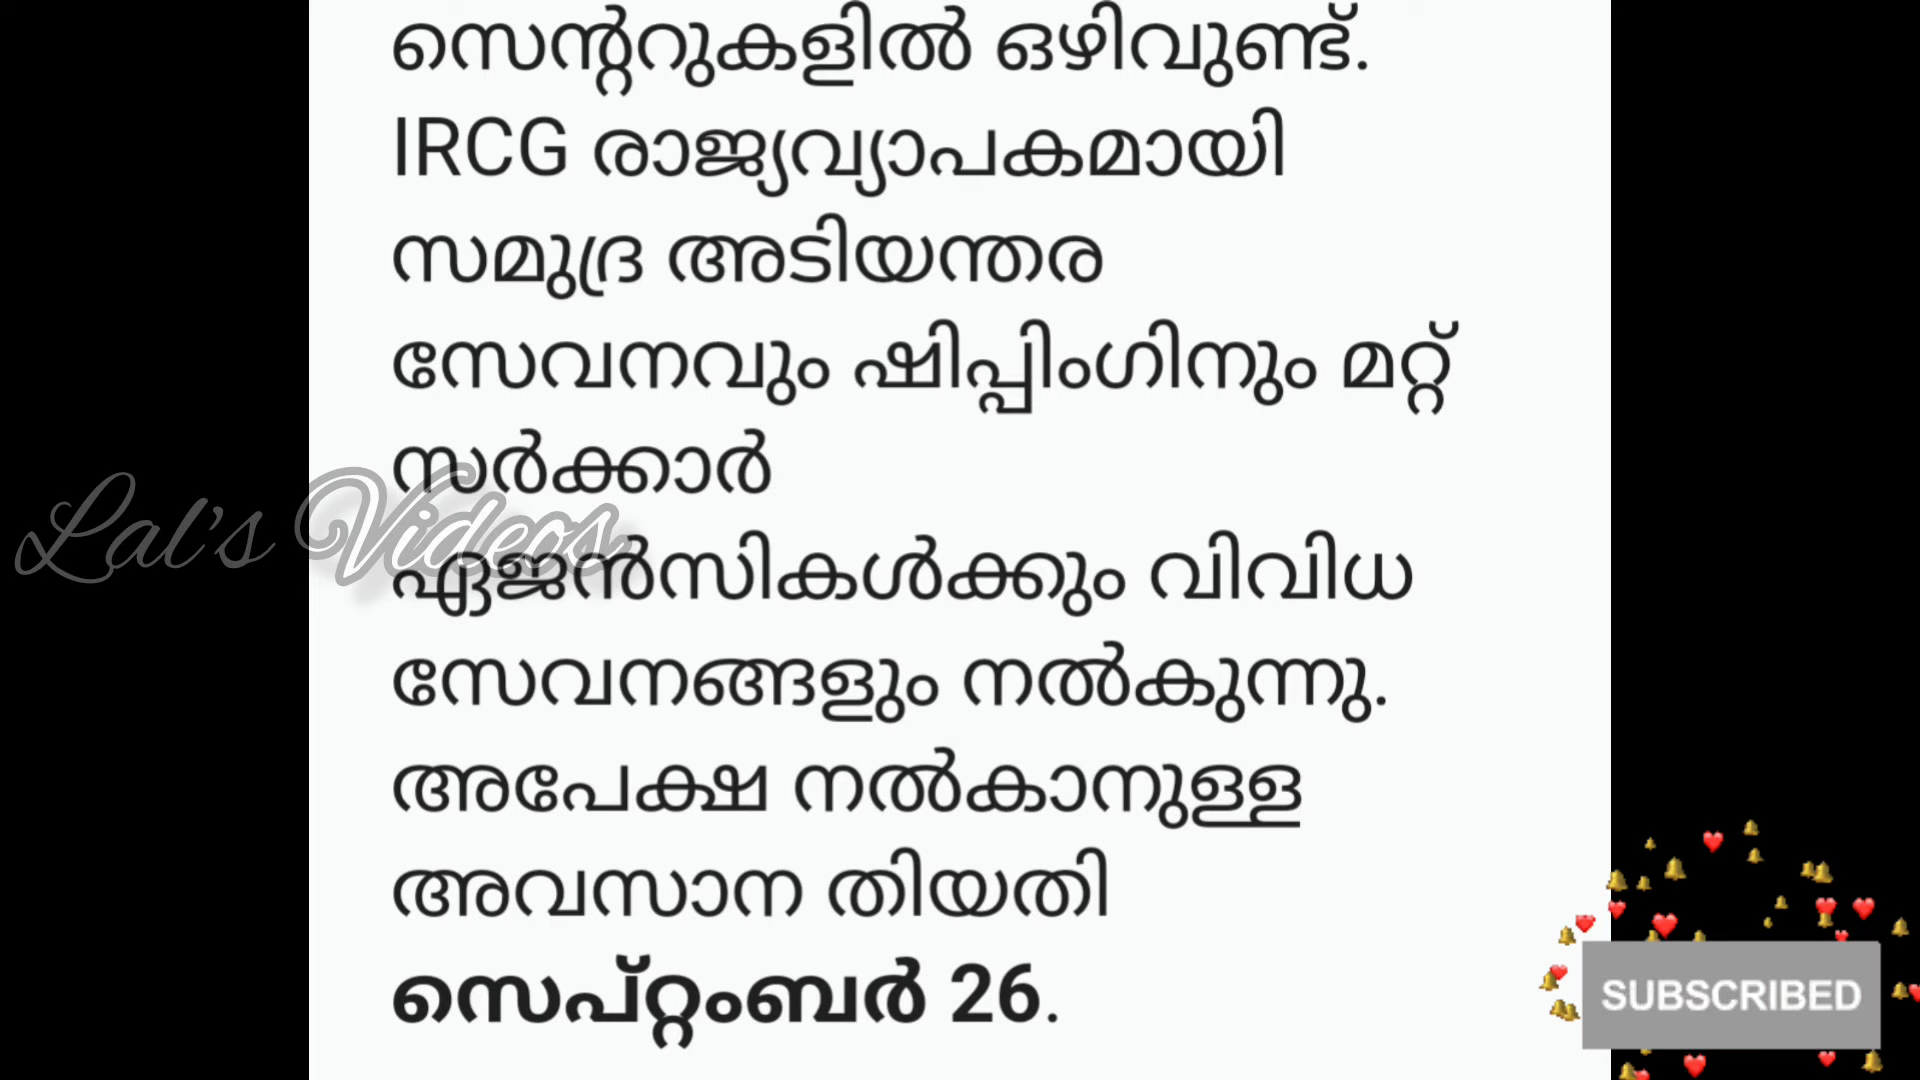 സെന്ററുകളിൽ ഒഴിവുണ്ട്.
IRCG രാജ്യവ്യാപകമായി
സമുദ്ര അടിയന്തര
സേവനവും ഷിപ്പിംഗിനും മറ്റ്
സർക്കാർ
Lal's Videos
ഏജൻസികൾക്കും വിവിധ
സേവനങ്ങളും നൽകുന്നു.
അപേക്ഷ നൽകാനുള്ള
അവസാന തിയതി
സെപ്റ്റംബർ 26.
SUBSCRIBED